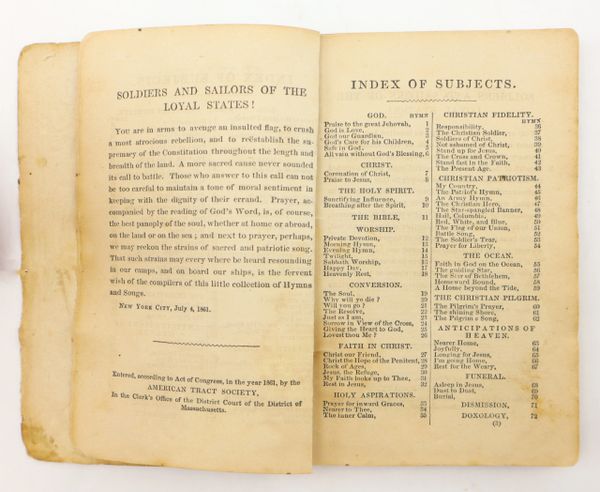 SOLDIERS AND SAILORS OF THE
LOYAL STATES!
You are in arms to avenge an insulted flag, to crush
a most atrocious rebellion, and to reëstablish the su-
premacy of the Constitution throughout the length and
breadth of the land. A more sacred cause never sounded
its call to battle. Those who answer to this call can not
be too careful to maintain a tone of moral sentiment in
keeping with the dignity of their errand. Prayer, ac-
companied by the reading of God's Word, is, of course,
the best panoply of the soul, whether at home or abroad,
on the land or on the sea; and next to prayer, perhaps,
we may reckon the strains of sacred and patriotic song.
That such strains may every where be heard resounding
in our camps, and on board our ships, is the fervent
wish of the compilers of this little collection of Hymns
and Songs.
New York City, July 4, 1861.
Entered, according to Act of Congress, in the year 1861, by the
AMERICAN TRACT SOCIETY,
In the Clerk's Office of the District Court of the District of
Massachusetts.
INDEX OF SUBJECTS.
GOD. HYMN
Praise to the great Jehovah, 1
God is Love, 2
God our Guardian, 3
God's Care for his Children, 4
Safe in God, 5
All vain without God's Blessing, 6
CHRIST.
Coronation of Christ, 7
Praise to Jesus, 8
THE HOLY SPIRIT.
Sanctifying Influence, 9
Breathing after the Spirit, 10
THE BIBLE, 11
WORSHIP.
Private Devotion, 12
Morning Hymn, 13
Evening Hymn, 14
Twilight, 15
Sabbath Worship, 16
Happy Day, 17
Heavenly Rest, 18
CONVERSION.
The Soul, 19
Why will ye die? 20
Will you go? 21
The Resolve, 22
Just as I am, 23
Sorrow in View of the Cross, 24
Giving the Heart to God, 25
Lovest thou Me? 26
FAITH IN CHRIST.
Christ our Friend, 27
Christ the Hope of the Penitent, 28
Rock of Ages, 29
Jesus, the Refuge, 30
My Faith looks up to Thee, 31
Rest in Jesus, 32
HOLY ASPIRATIONS.
Prayer for inward Graces, 33
Nearer to Thee, 34
The inner Calm, 35
CHRISTIAN FIDELITY.
HYMN
Responsibility, 36
The Christian Soldier, 37
Soldiers of Christ, 38
Not ashamed of Christ, 39
Stand up for Jesus, 40
The Cross and Crown, 41
Stand fast in the Faith, 42
The Present Age, 43
CHRISTIAN PATRIOTISM.
My Country, 44
The Patriot's Hymn, 45
An Army Hymn, 46
The Christian Hero, 47
The Star-spangled Banner, 48
Hail, Columbia, 49
Red, White, and Blue, 50
The Flag of our Union, 51
Battle Song, 52
The Soldier's Tear, 53
Prayer for Liberty, 54
THE OCEAN.
Faith in God on the Ocean, 55
The guiding Star, 56
The Star of Bethlehem, 57
Homeward Bound, 58
A Home beyond the Tide, 59
THE CHRISTIAN PILGRIM.
The Pilgrim's Prayer, 60
The shining Shore, 61
The Pilgrim's Song, 62
ANTICIPATIONS OF
HEAVEN.
Nearer Home, 63
Joyfully, 64
Longing for Jesus, 65
I'm going Home, 66
Rest for the Weary, 67
FUNERAL.
Asleep in Jesus, 68
Dust to Dust, 69
Burial, 70
DISMISSION, 71
DOXOLOGY, 72
(3)